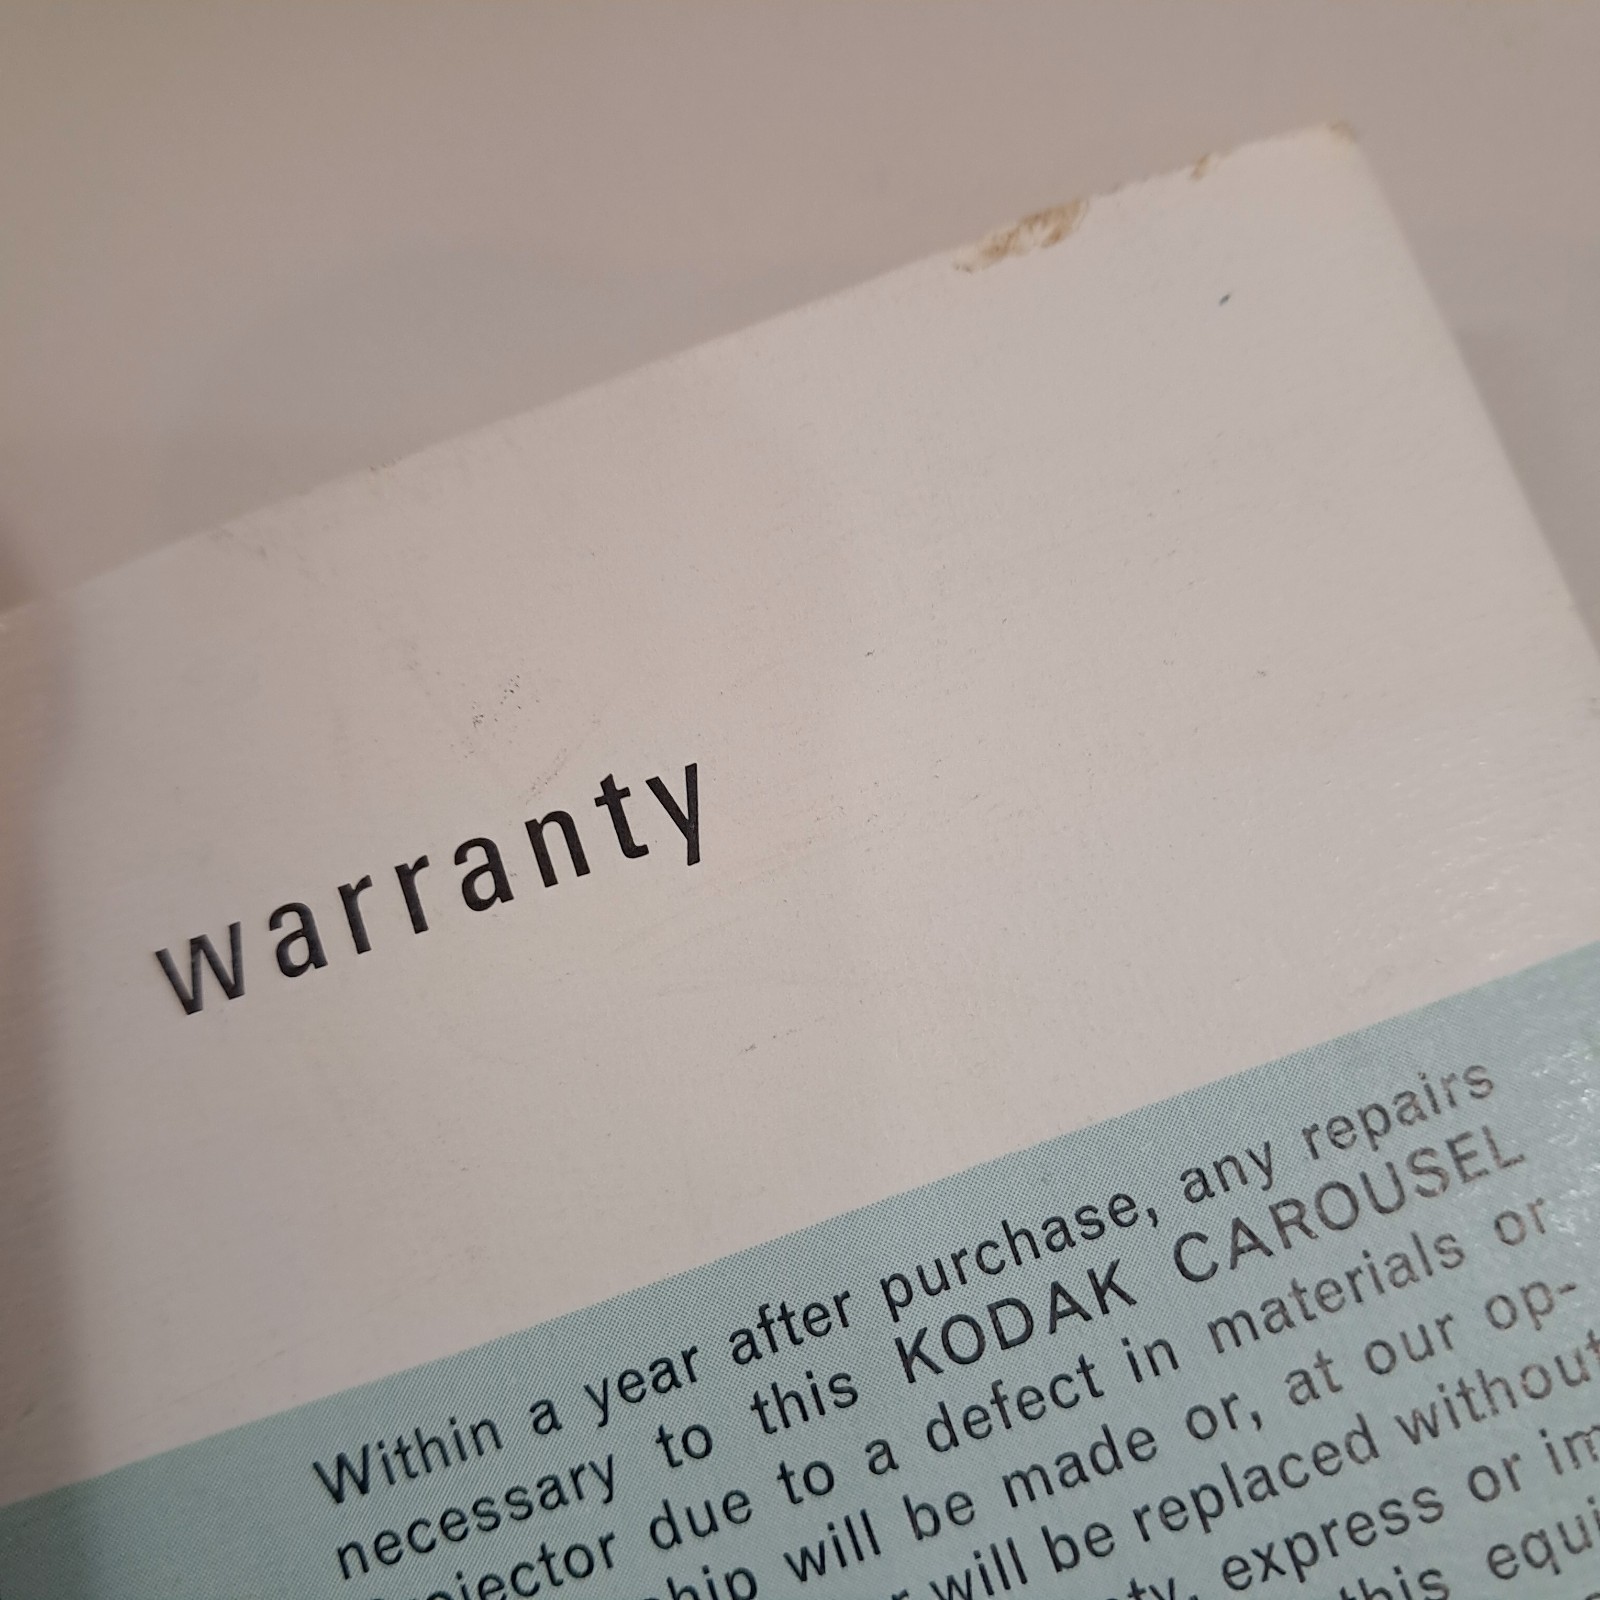 warranty
Within a year after purchase, any repairs
necessary to this KODAK CAROUSEL
due to a defect in materials or
will be made or, at our op-
will be replaced without
express or
this